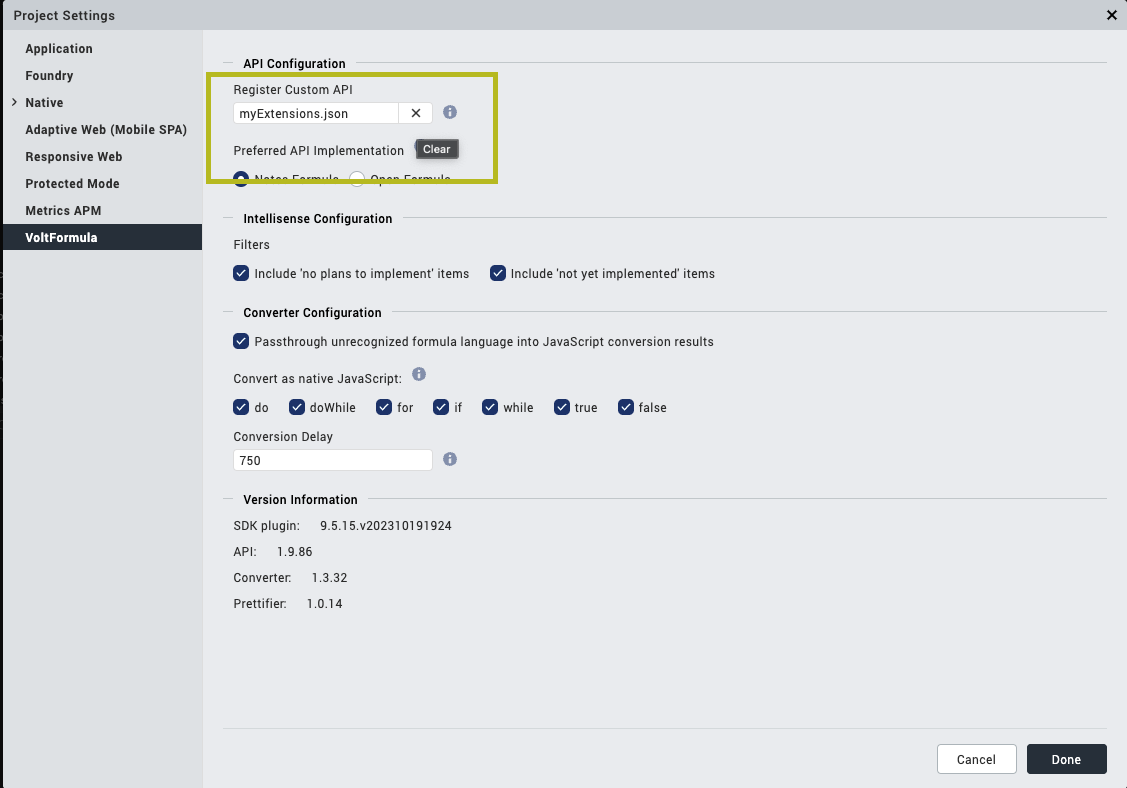 Project Settings
Application
Foundry
Native
Adaptive Web (Mobile SPA)
Responsive Web
Protected Mode
Metrics APM
VoltFormula
API Configuration
Register Custom API
myExtensions.json
Preferred API Implementation
Clear
Notes Formula Open Formula
Intellisense Configuration
Filters
Include 'no plans to implement' items Include 'not yet implemented' items
Converter Configuration
Passthrough unrecognized formula language into JavaScript conversion results
Convert as native JavaScript:
do doWhile for if while true false
Conversion Delay
750
Version Information
SDK plugin: 9.5.15.v202310191924
API: 1.9.86
Converter: 1.3.32
Prettifier: 1.0.14
Cancel Done